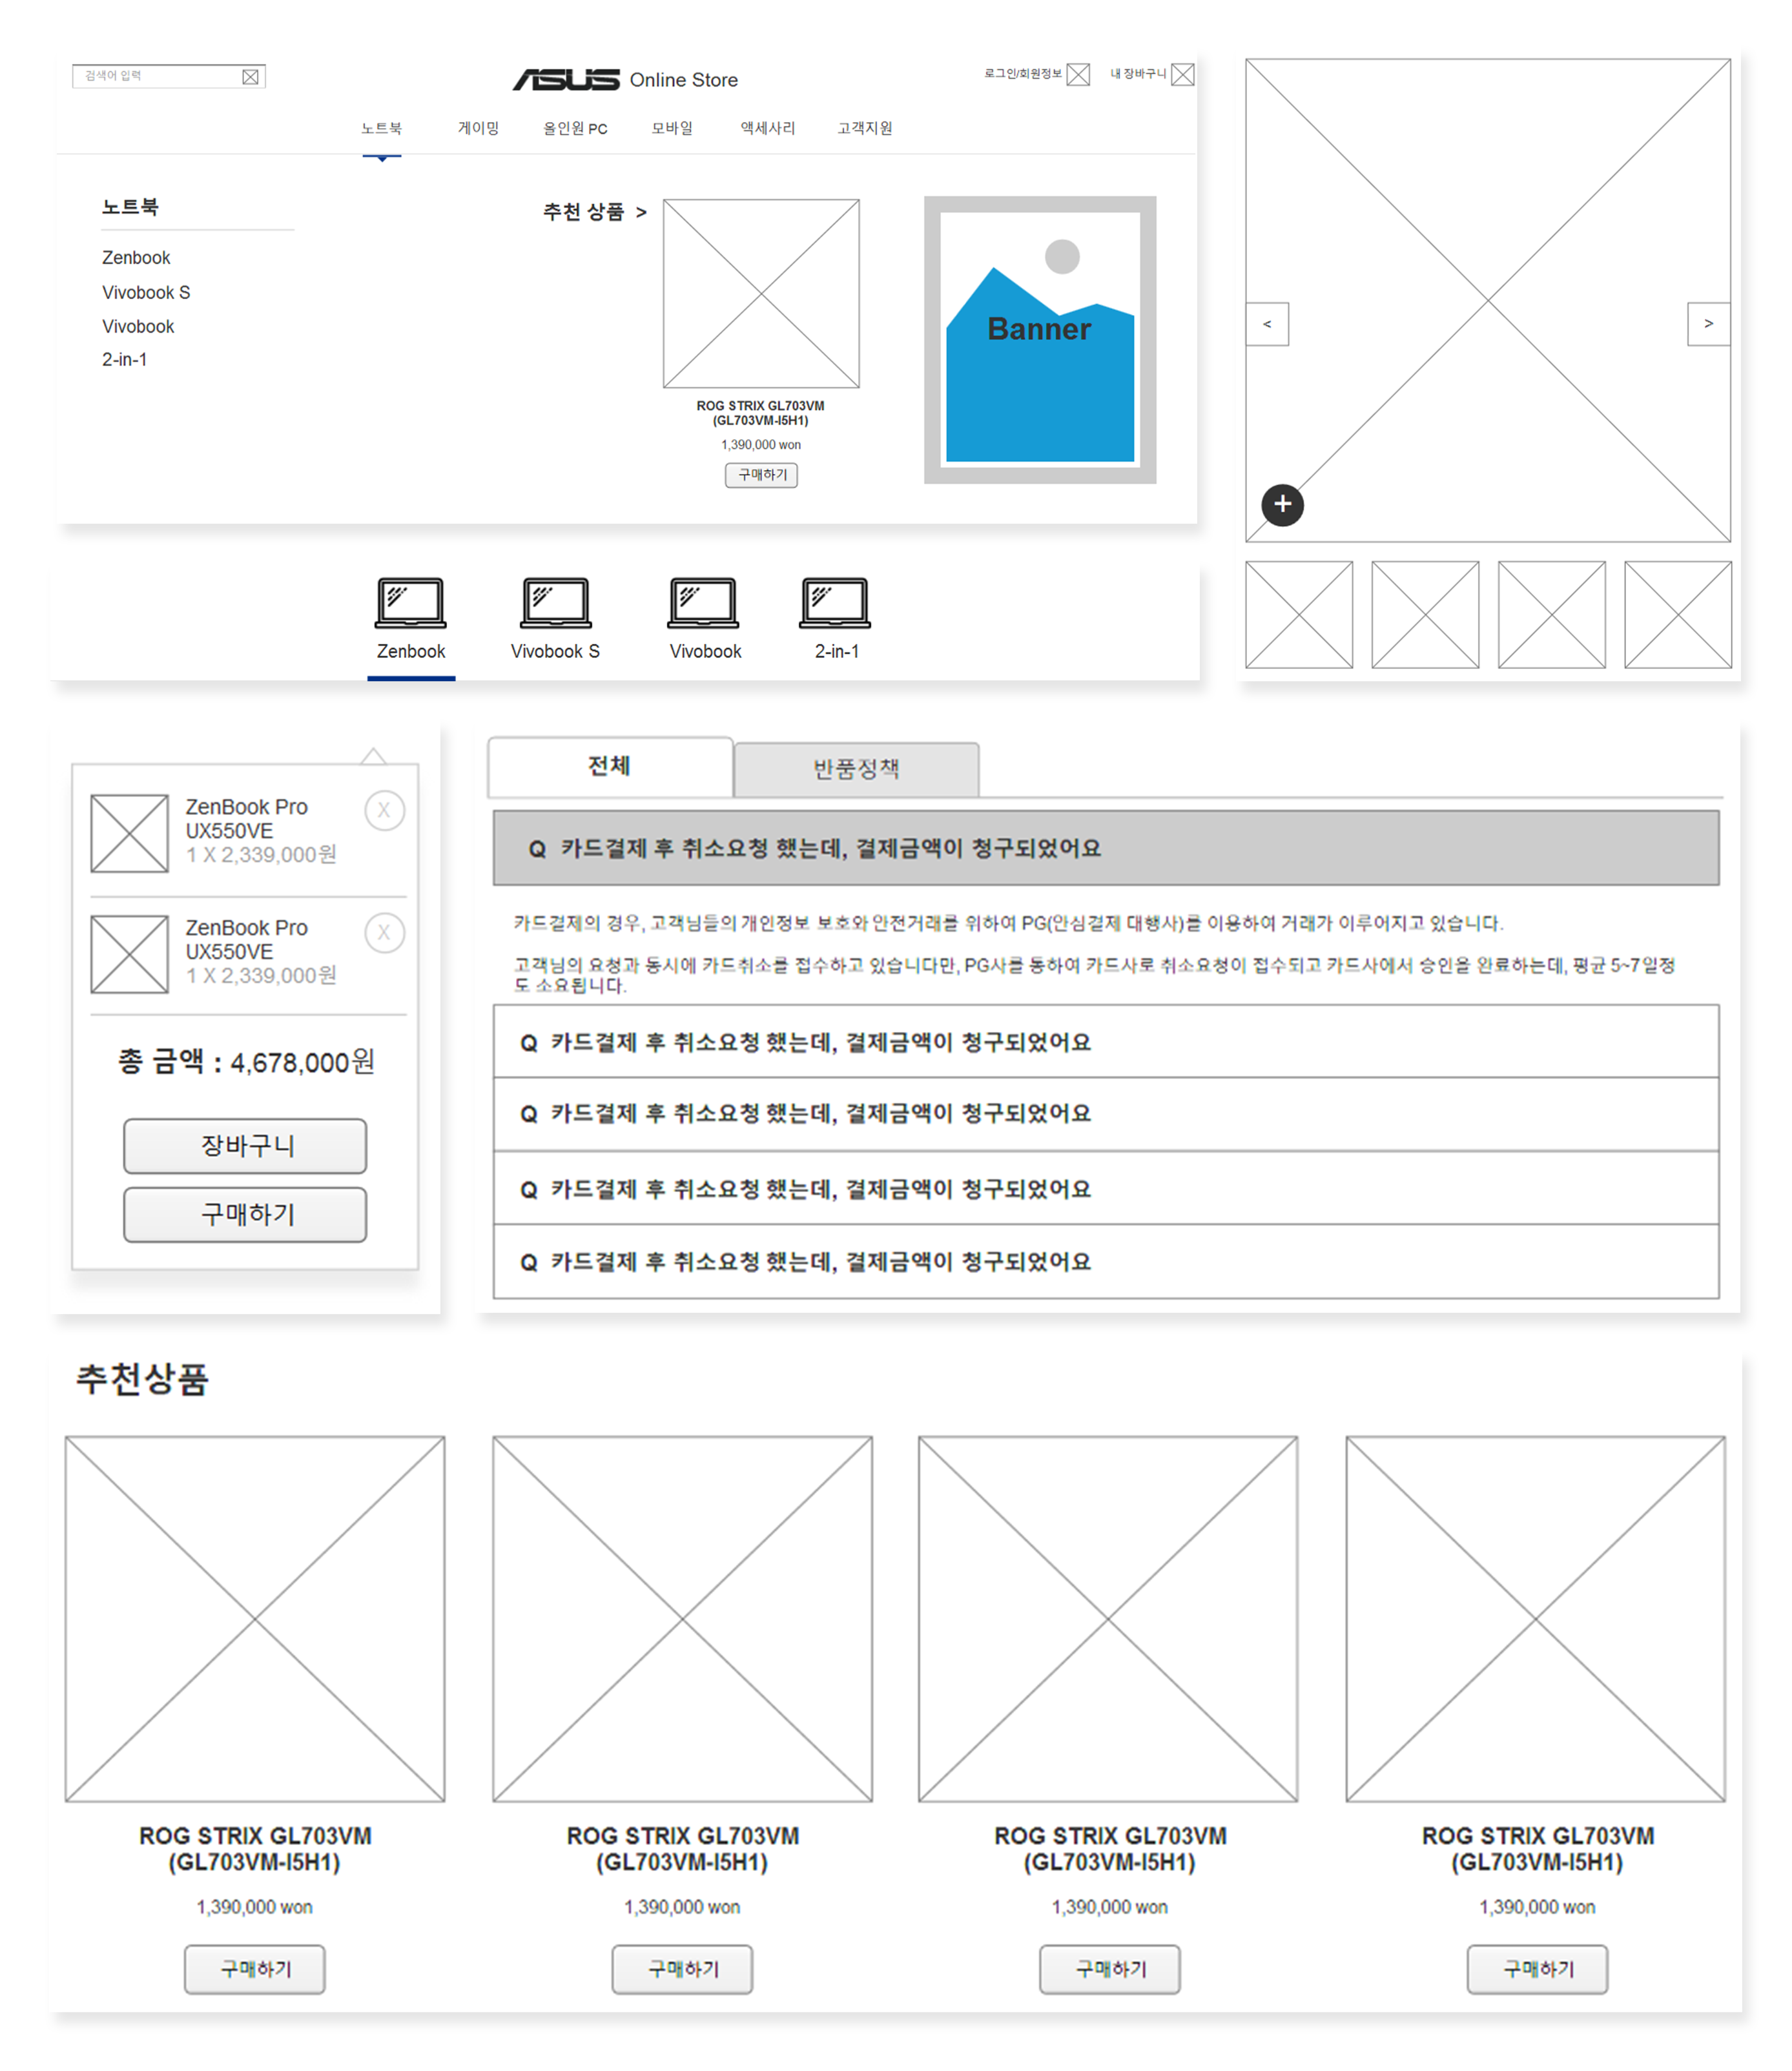 검색어 입력
ASUS Online Store
로그인/회원정보
내 장바구니
노트북
게이밍
올인원 PC
모바일
액세사리
고객지원
노트북
Zenbook
Vivobook S
Vivobook
2-in-1
추천 상품 >
ROG STRIX GL703VM
(GL703VM-I5H1)
1,390,000 won
구매하기
Banner
<
>
+
Zenbook
Vivobook S
Vivobook
2-in-1
ZenBook Pro
UX550VE
1 X 2,339,000원
X
ZenBook Pro
UX550VE
1 X 2,339,000원
X
총 금액 : 4,678,000원
장바구니
구매하기
전체
반품정책
Q 카드결제 후 취소요청 했는데, 결제금액이 청구되었어요
카드결제의 경우, 고객님들의 개인정보 보호와 안전거래를 위하여 PG(안심결제 대행사)를 이용하여 거래가 이루어지고 있습니다.
고객님의 요청과 동시에 카드취소를 접수하고 있습니다만, PG사를 통하여 카드사로 취소요청이 접수되고 카드사에서 승인을 완료하는데, 평균 5~7일정
도 소요됩니다.
Q 카드결제 후 취소요청 했는데, 결제금액이 청구되었어요
Q 카드결제 후 취소요청 했는데, 결제금액이 청구되었어요
Q 카드결제 후 취소요청 했는데, 결제금액이 청구되었어요
Q 카드결제 후 취소요청 했는데, 결제금액이 청구되었어요
추천상품
ROG STRIX GL703VM
(GL703VM-I5H1)
1,390,000 won
구매하기
ROG STRIX GL703VM
(GL703VM-I5H1)
1,390,000 won
구매하기
ROG STRIX GL703VM
(GL703VM-I5H1)
1,390,000 won
구매하기
ROG STRIX GL703VM
(GL703VM-I5H1)
1,390,000 won
구매하기